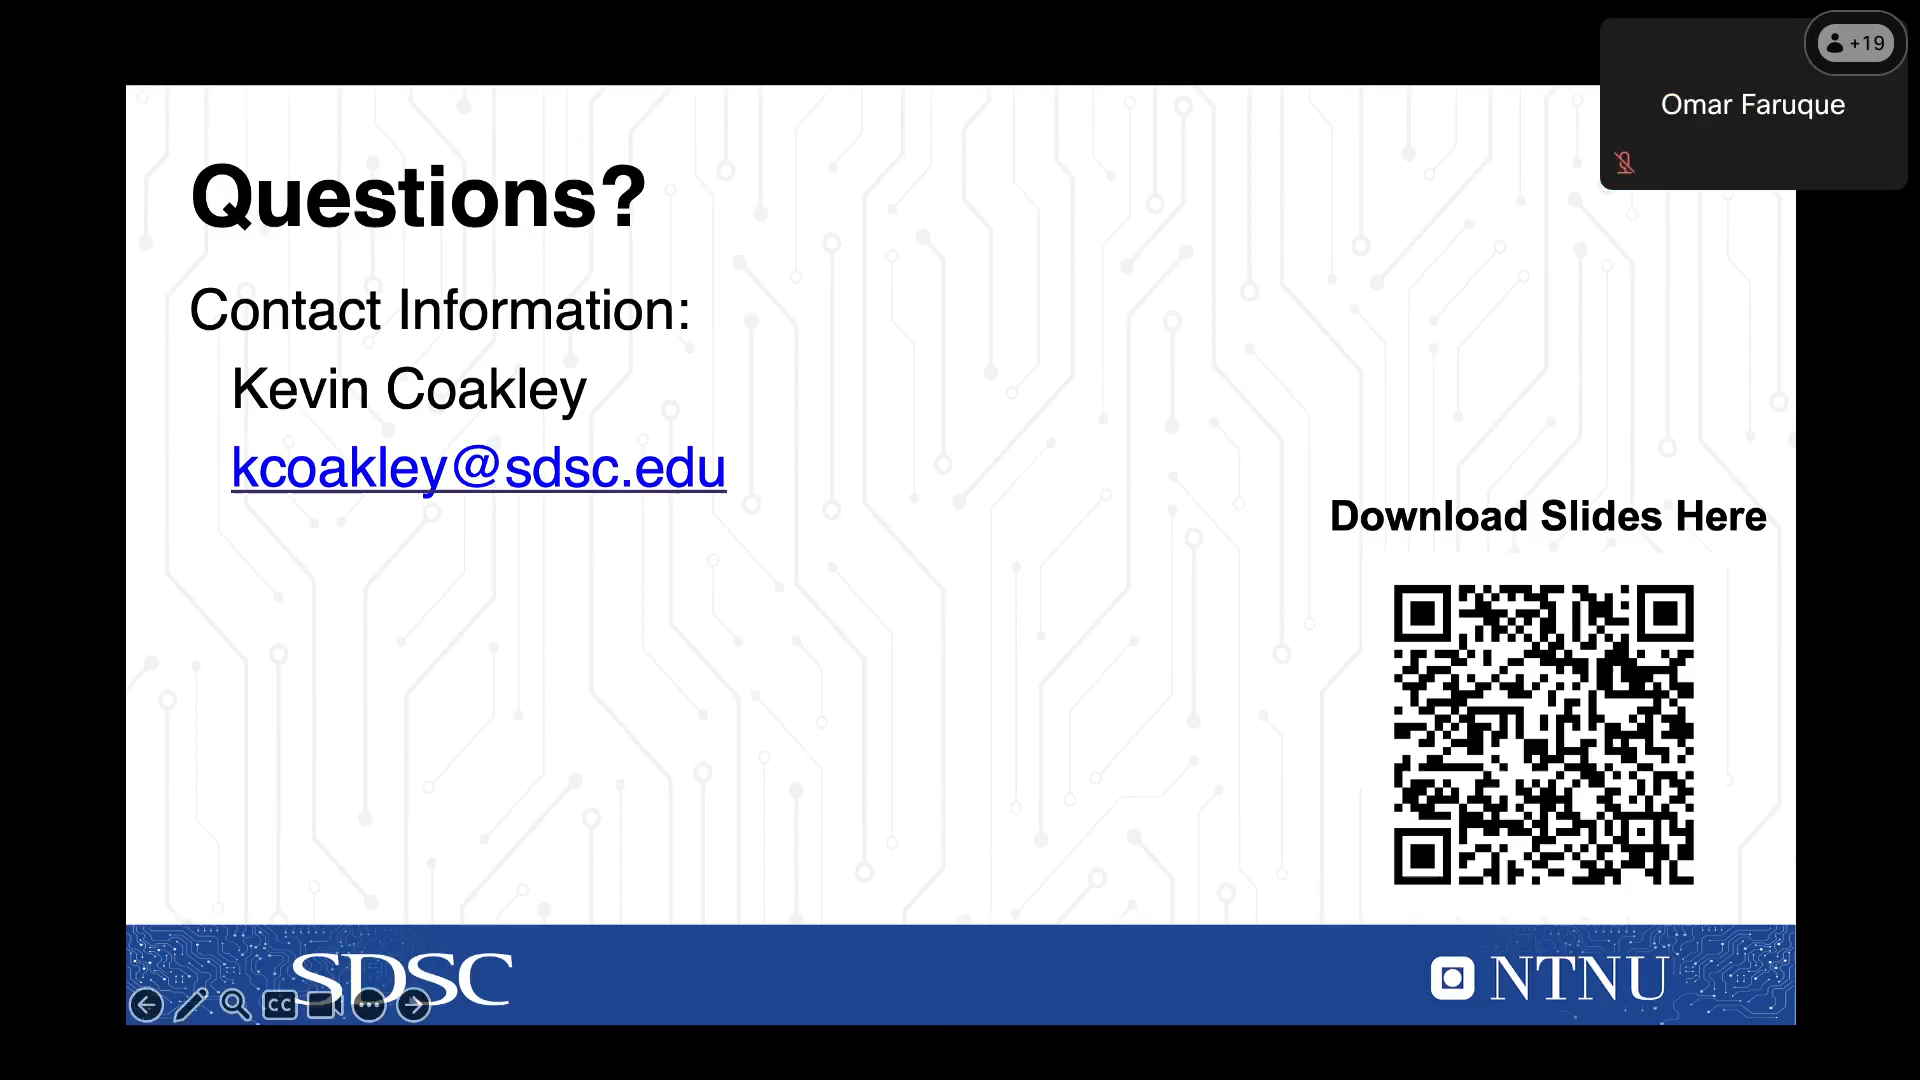 +19
Omar Faruque
Questions?
Contact Information:
Kevin Coakley
kcoakley@sdsc.edu
Download Slides Here
SDSC
CC
NTNU